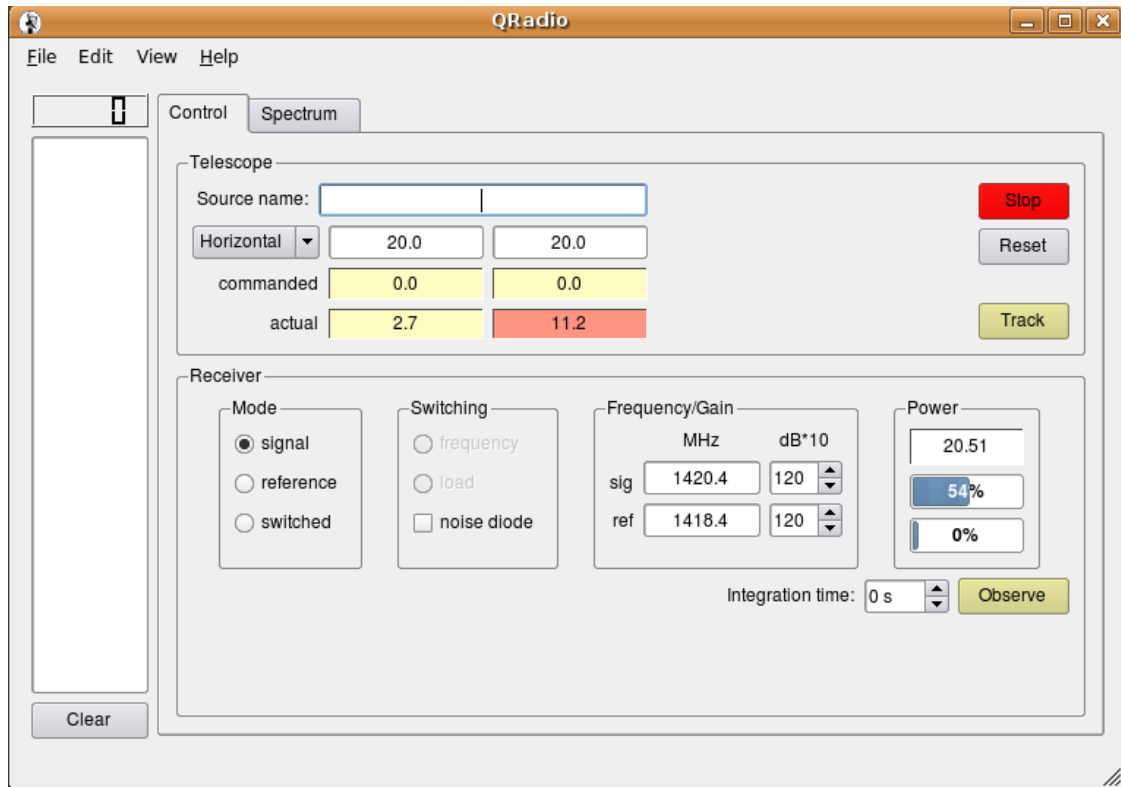 QRadio
File Edit View Help
0
Control Spectrum
Telescope
Source name:
Stop
Horizontal 20.0 20.0
Reset
commanded 0.0 0.0
actual 2.7 11.2
Track
Receiver
Mode
signal
reference
switched
Switching
frequency
load
noise diode
Frequency/Gain
MHz dB*10
sig 1420.4 120
ref 1418.4 120
Power
20.51
54%
0%
Integration time: 0 s Observe
Clear